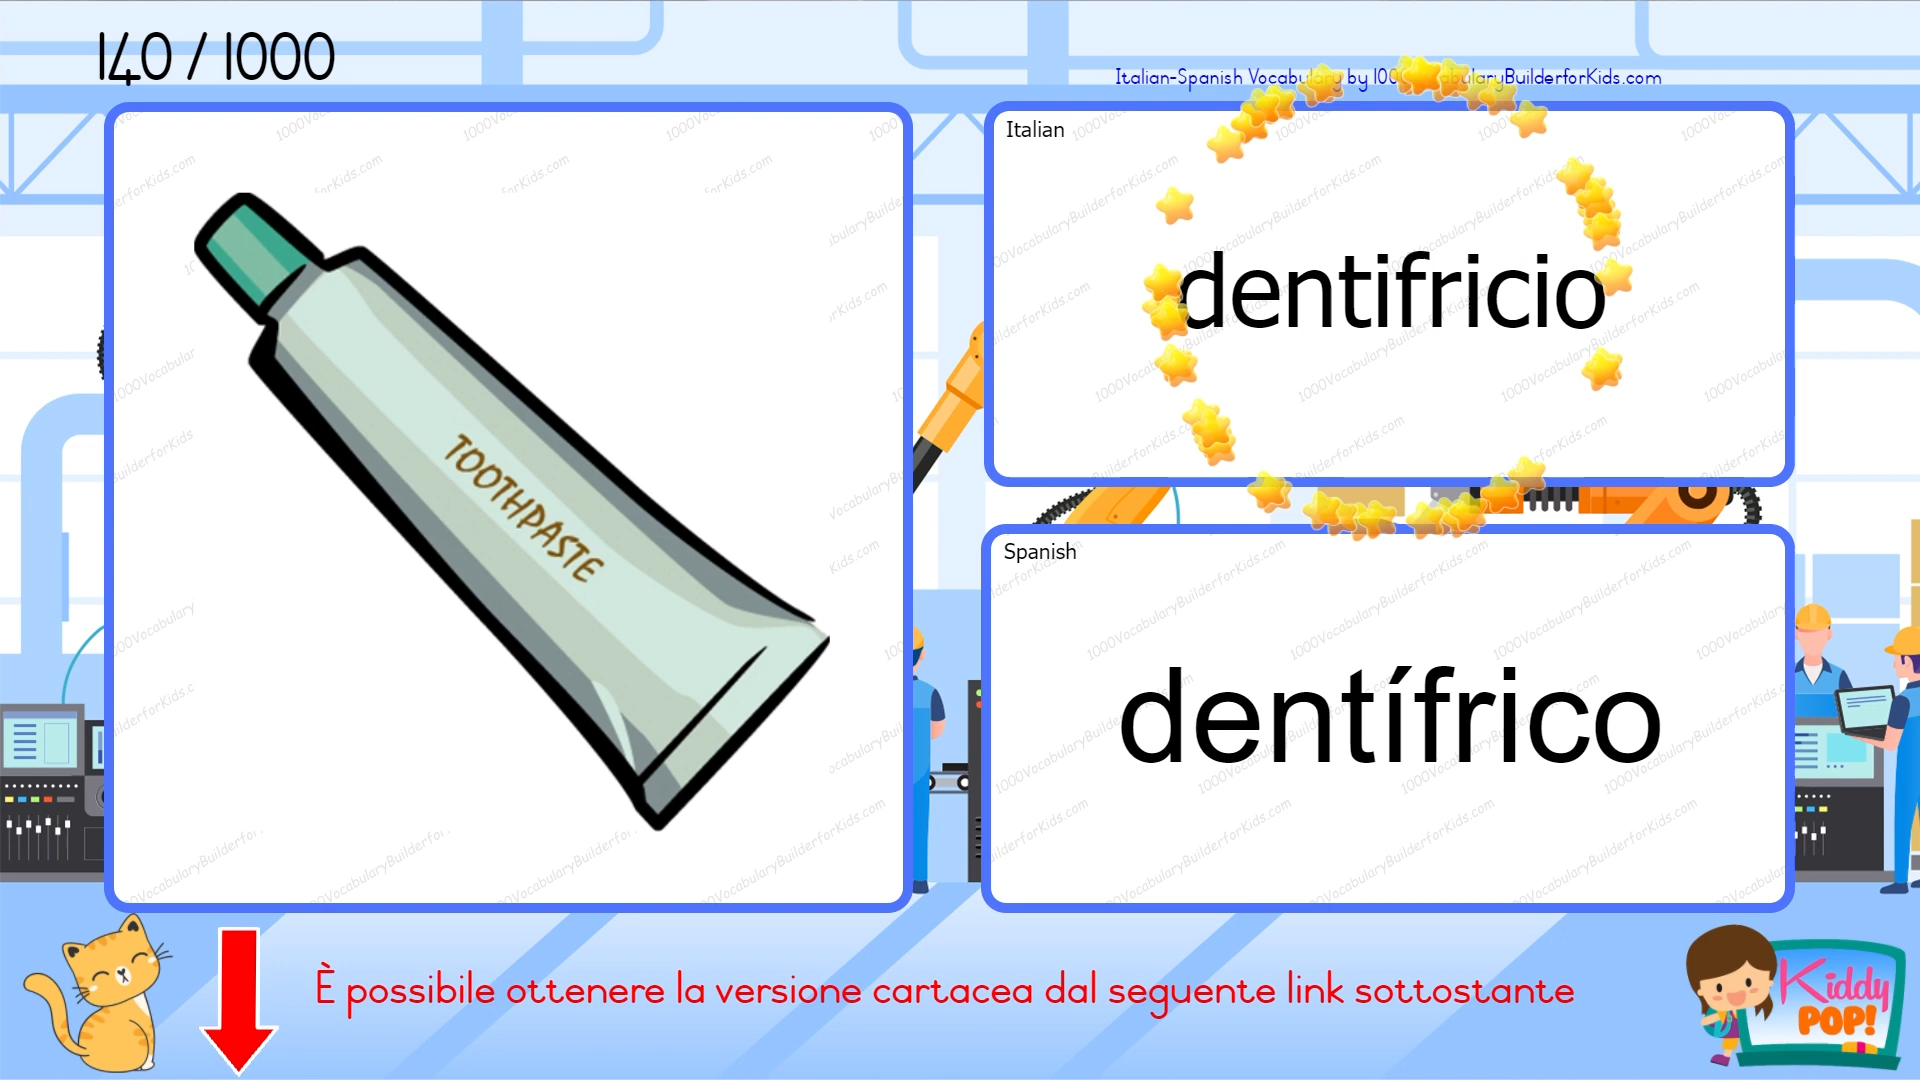 140 / 1000
Italian-Spanish Vocabulary by 1000VocabularyBuilderforKids.com
Italian
dentifricio
TOOTHPASTE
Spanish
dentífrico
È possibile ottenere la versione cartacea dal seguente link sottostante
Kiddy
POP!